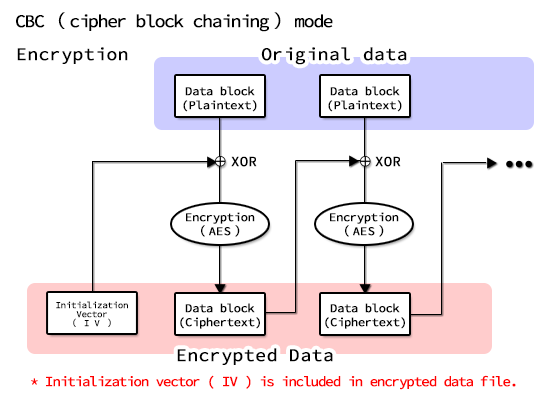 CBC ( cipher block chaining ) mode
Encryption
Original data
Data block
(Plaintext)
Data block
(Plaintext)
XOR
XOR
Encryption
( AES )
Encryption
( AES )
Initialization
Vector
( I V )
Data block
(Ciphertext)
Data block
(Ciphertext)
Encrypted Data
* Initialization vector ( IV ) is included in encrypted data file.